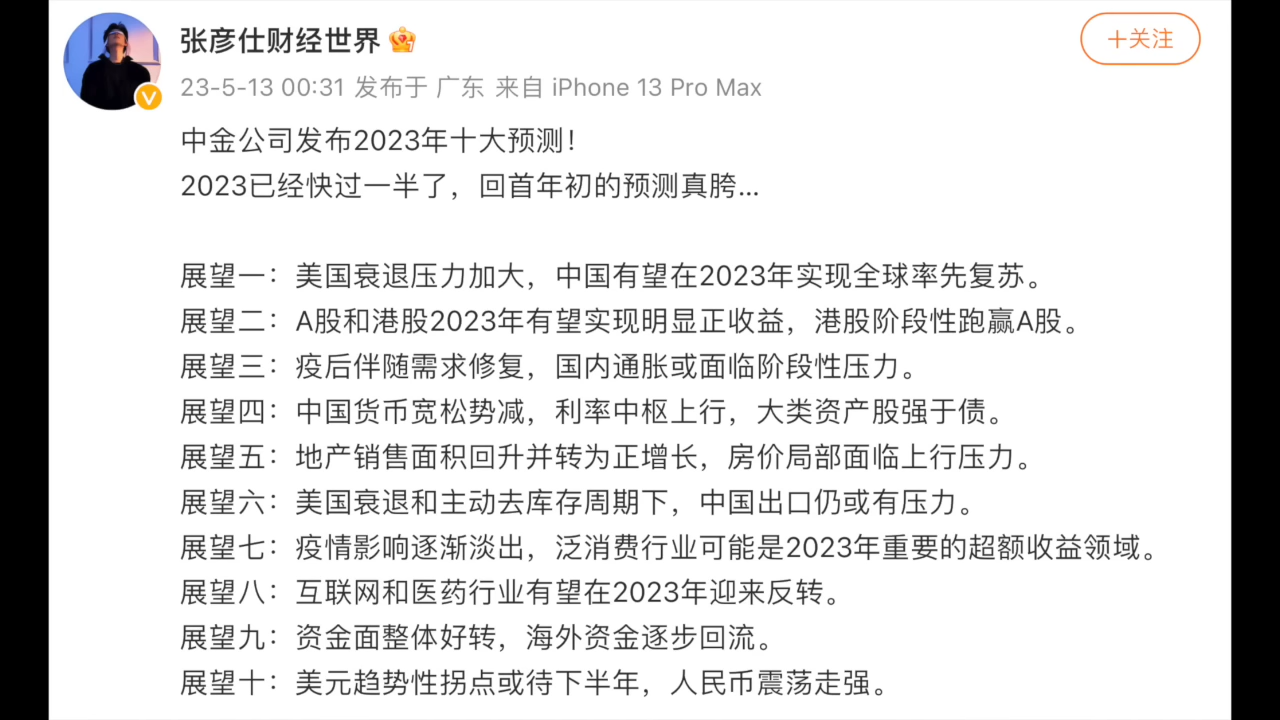 张彦仕财经世界
+关注
23-5-13 00:31 发布于 广东 来自 iPhone 13 Pro Max
中金公司发布2023年十大预测！
2023已经快过一半了，回首年初的预测真胯...
展望一：美国衰退压力加大，中国有望在2023年实现全球率先复苏。
展望二：A股和港股2023年有望实现明显正收益，港股阶段性跑赢A股。
展望三：疫后伴随需求修复，国内通胀或面临阶段性压力。
展望四：中国货币宽松势减，利率中枢上行，大类资产股强于债。
展望五：地产销售面积回升并转为正增长，房价局部面临上行压力。
展望六：美国衰退和主动去库存周期下，中国出口仍或有压力。
展望七：疫情影响逐渐淡出，泛消费行业可能是2023年重要的超额收益领域。
展望八：互联网和医药行业有望在2023年迎来反转。
展望九：资金面整体好转，海外资金逐步回流。
展望十：美元趋势性拐点或待下半年，人民币震荡走强。